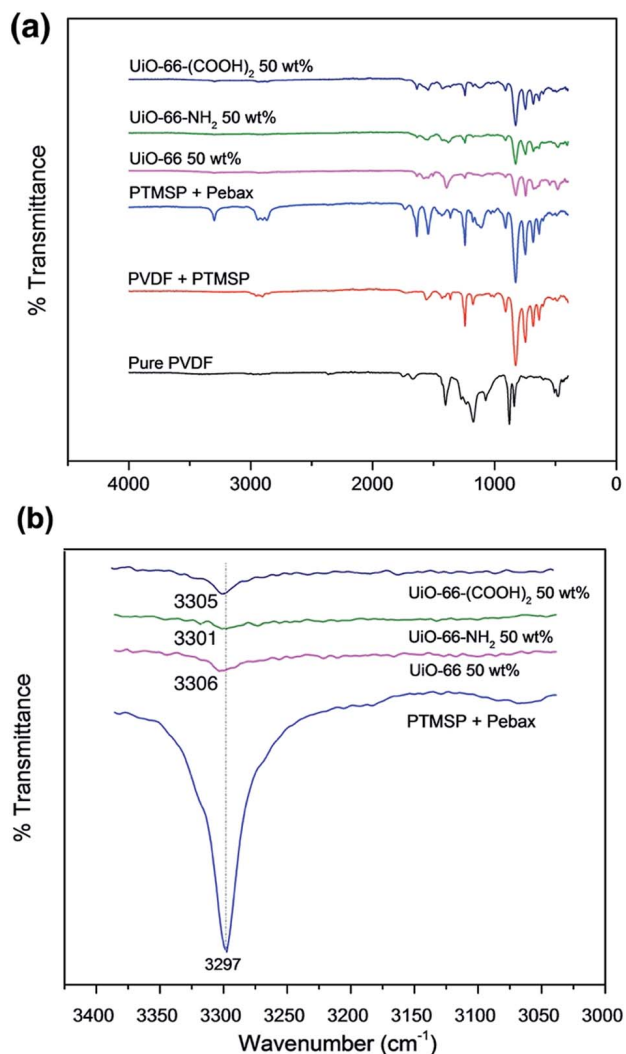 (a)
UiO-66-(COOH)2 50 wt%
UiO-66-NH2 50 wt%
UiO-66 50 wt%
PTMSP + Pebax
PVDF + PTMSP
Pure PVDF
% Transmittance
4000 3000 2000 1000 0
(b)
3305
UiO-66-(COOH)2 50 wt%
3301
UiO-66-NH2 50 wt%
3306
UiO-66 50 wt%
PTMSP + Pebax
% Transmittance
3297
3400 3350 3300 3250 3200 3150 3100 3050 3000
Wavenumber (cm-1)